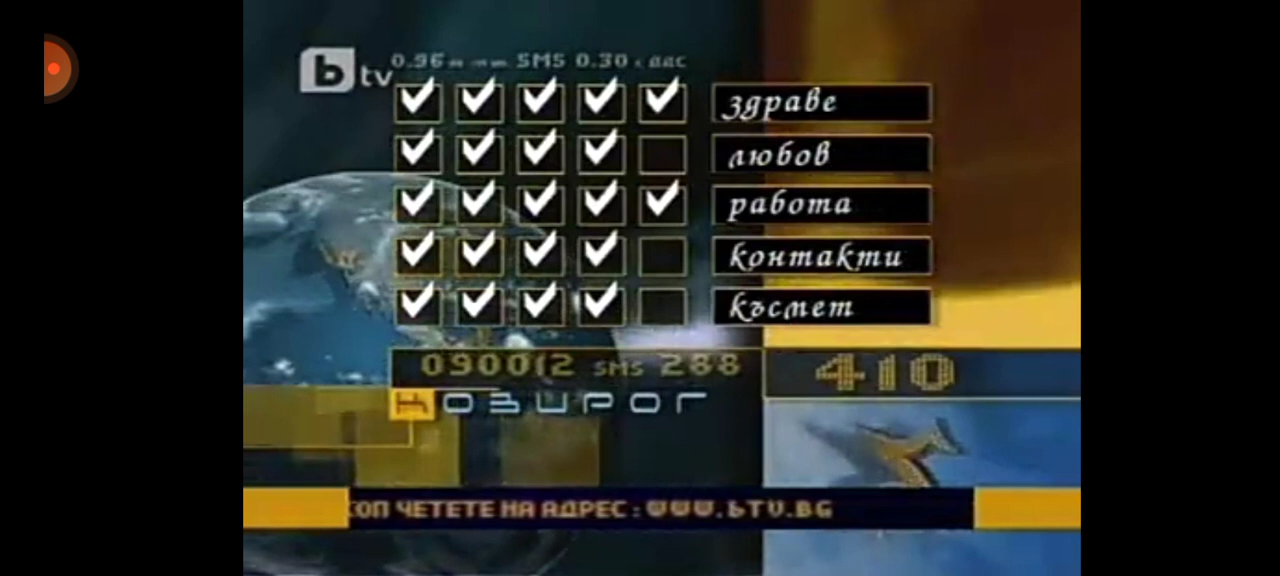 btv
0.96 SMS 0.30
здраве
любов
работа
контакти
късмет
090012 SMS 288 410
КОЗИРОГ
КОП ЧЕТЕТЕ НА АДРЕС: WWW.BTV.BG